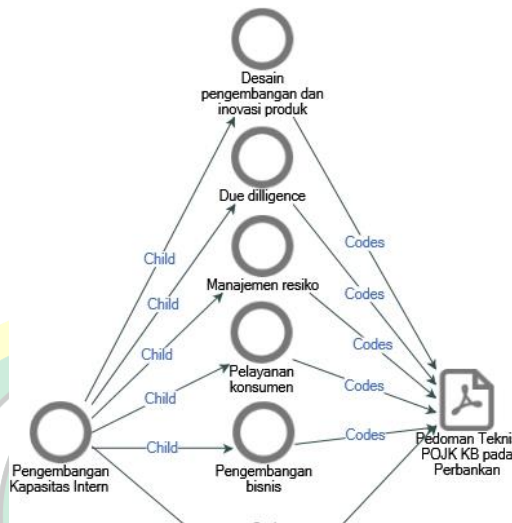 Desain
pengembangan dan
inovasi produk
Due dilligence
Codes
Child
Manajemen resiko
Codes
Child
Codes
Child
Pelayanan
konsumen
Codes
Child
Pengembangan
Kapasitas Intern
Child
Pengembangan
bisnis
Codes
Pedoman Teknis
POJK KB pada
Perbankan